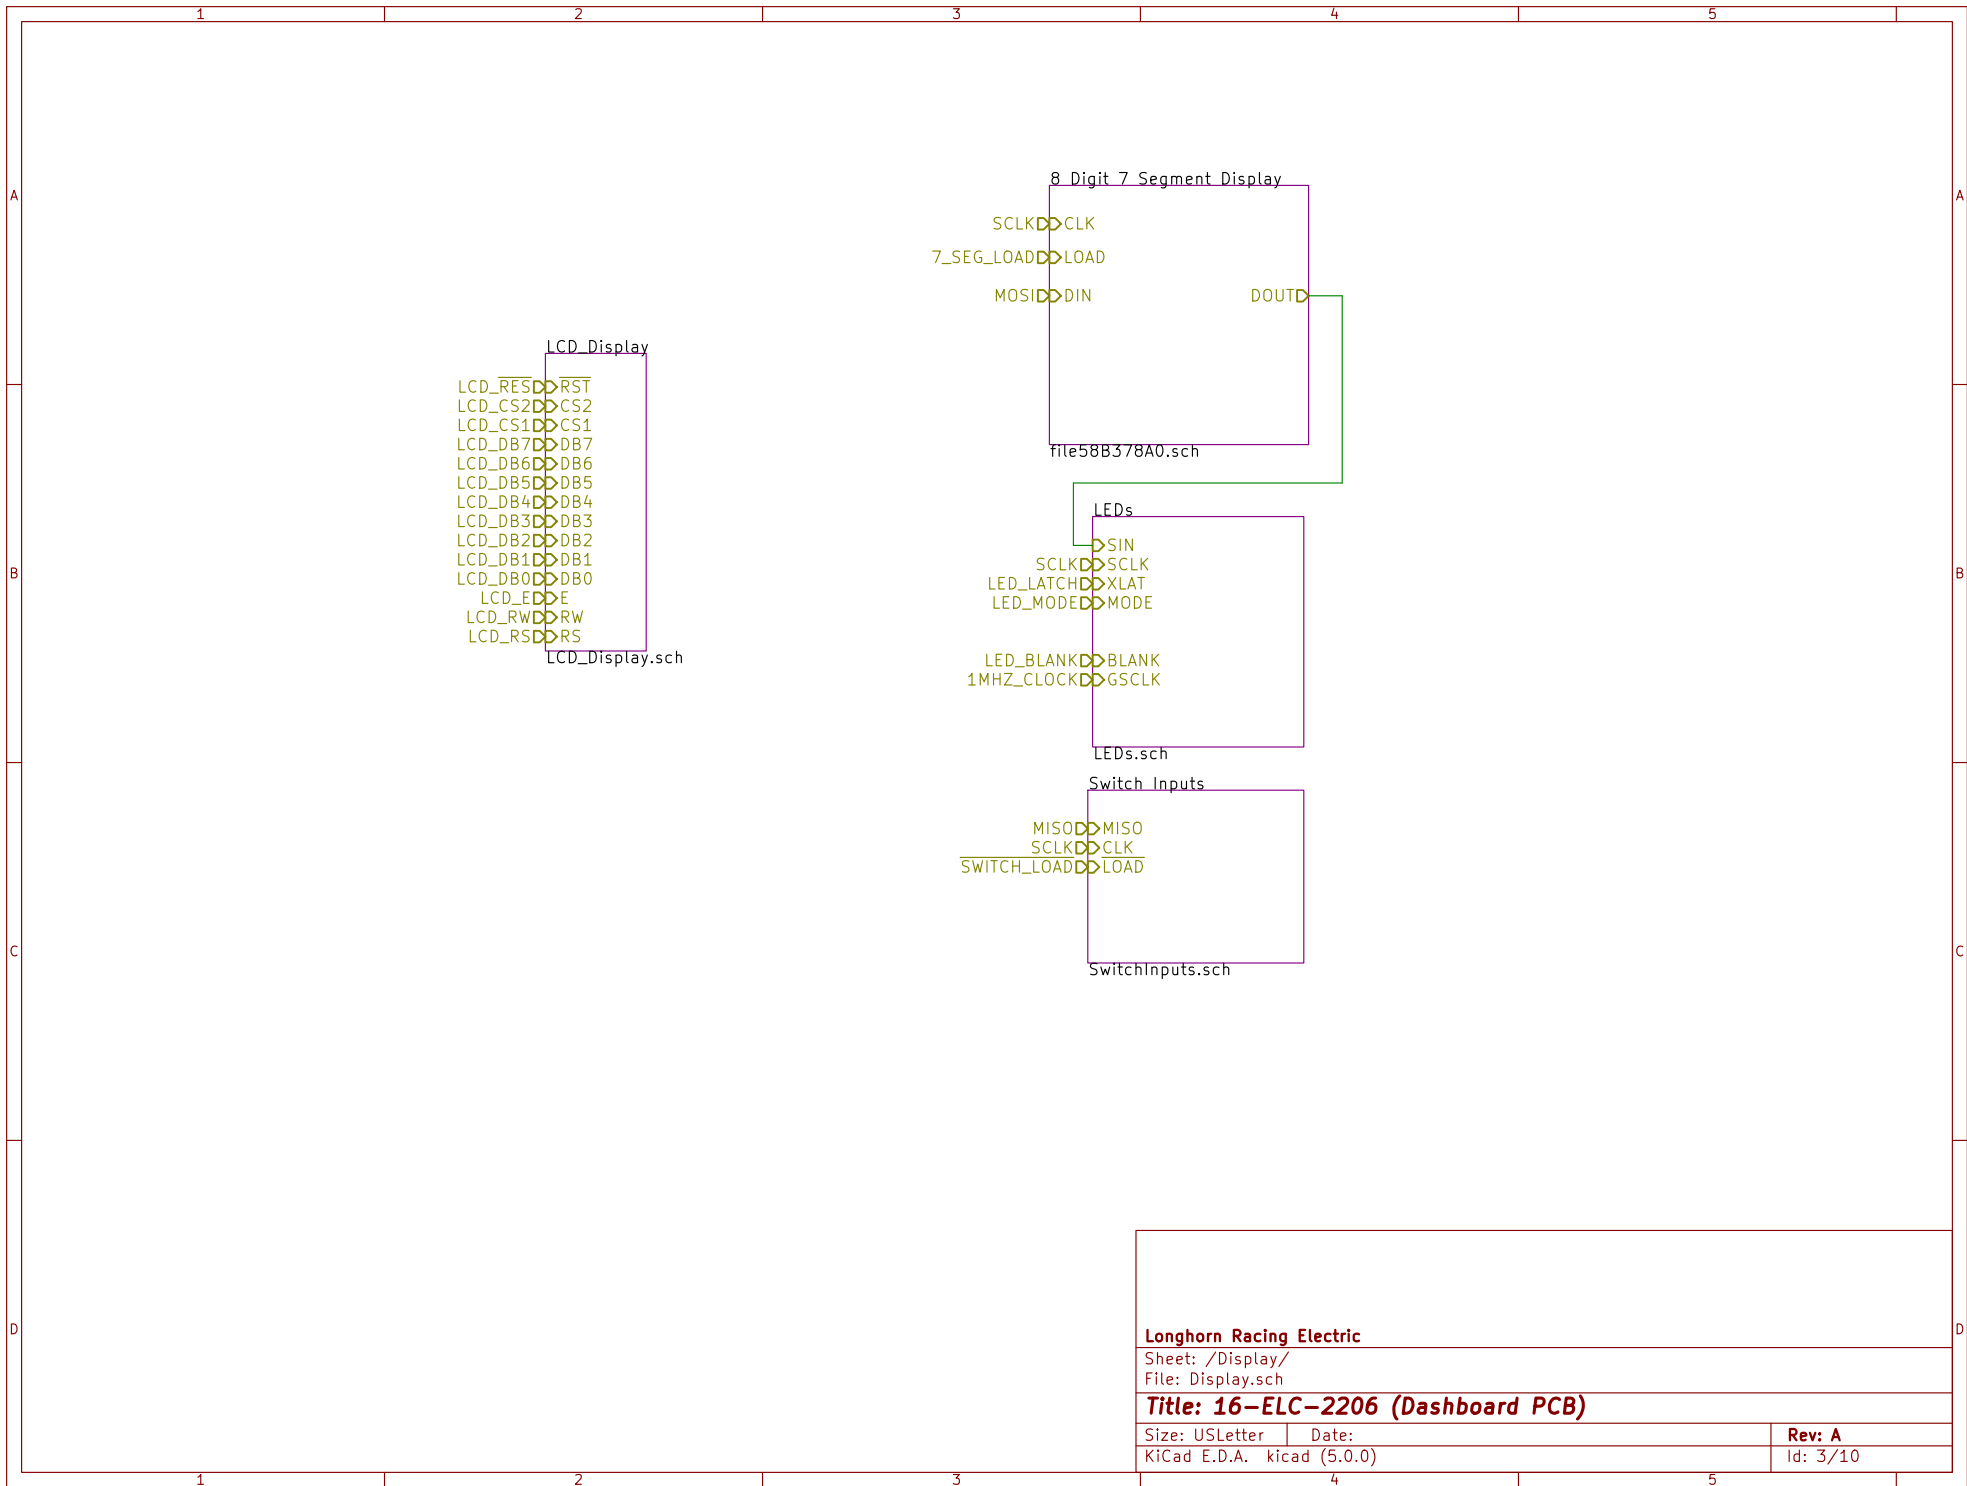 1 2 3 4 5
A A
8 Digit 7 Segment Display
SCLK CLK
7_SEG_LOAD LOAD
MOSI DIN DOUT
file58B378A0.sch
LCD_Display
LCD_RES RST
LCD_CS2 CS2
LCD_CS1 CS1
LCD_DB7 DB7
LCD_DB6 DB6
LCD_DB5 DB5
LCD_DB4 DB4
LCD_DB3 DB3
LCD_DB2 DB2
LCD_DB1 DB1
LCD_DB0 DB0
LCD_E E
LCD_RW RW
LCD_RS RS
LCD_Display.sch
B B
LEDs
SIN
SCLK SCLK
LED_LATCH XLAT
LED_MODE MODE
LED_BLANK BLANK
1MHZ_CLOCK GSCLK
LEDs.sch
Switch Inputs
MISO MISO
SCLK CLK
SWITCH_LOAD LOAD
SwitchInputs.sch
C C
D D
Longhorn Racing Electric
Sheet: /Display/
File: Display.sch
Title: 16-ELC-2206 (Dashboard PCB)
Size: USLetter Date: Rev: A
KiCad E.D.A. kicad (5.0.0) Id: 3/10
1 2 3 4 5